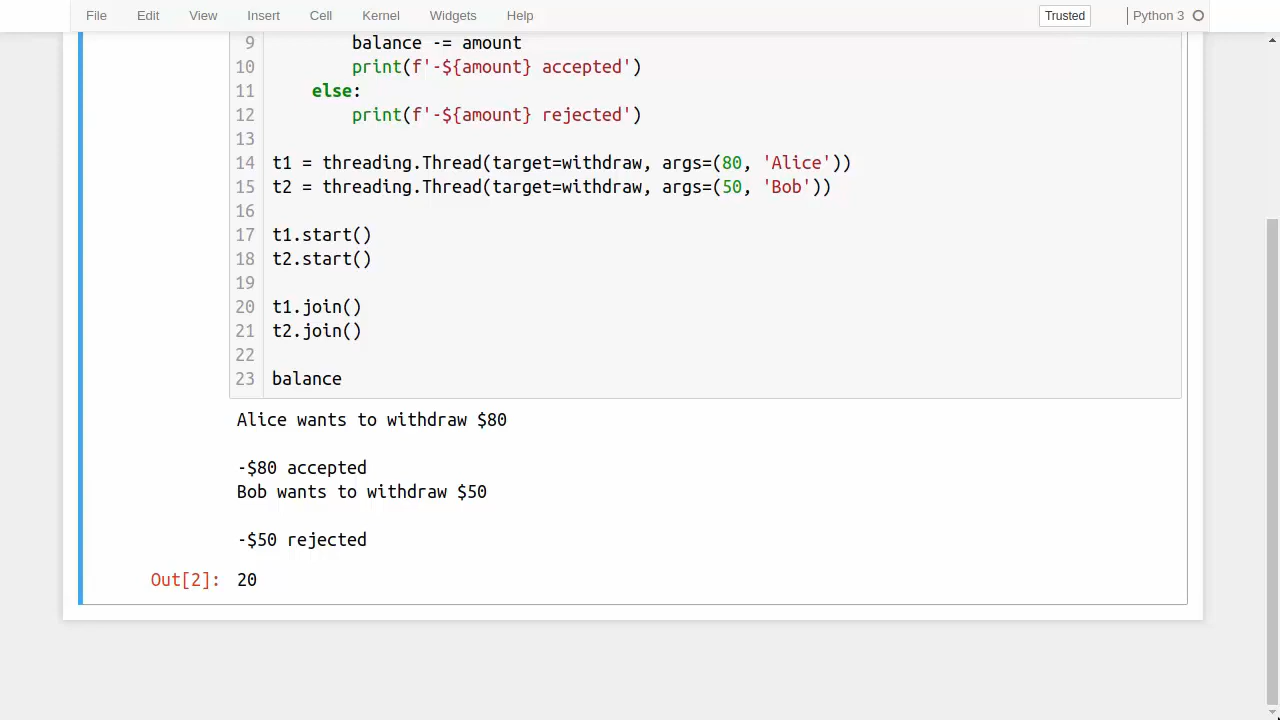 File Edit View Insert Cell Kernel Widgets Help Trusted Python 3
9 balance -= amount
10 print(f'-${amount} accepted')
11 else:
12 print(f'-${amount} rejected')
13
14 t1 = threading.Thread(target=withdraw, args=(80, 'Alice'))
15 t2 = threading.Thread(target=withdraw, args=(50, 'Bob'))
16
17 t1.start()
18 t2.start()
19
20 t1.join()
21 t2.join()
22
23 balance
Alice wants to withdraw $80
-$80 accepted
Bob wants to withdraw $50
-$50 rejected
Out[2]: 20